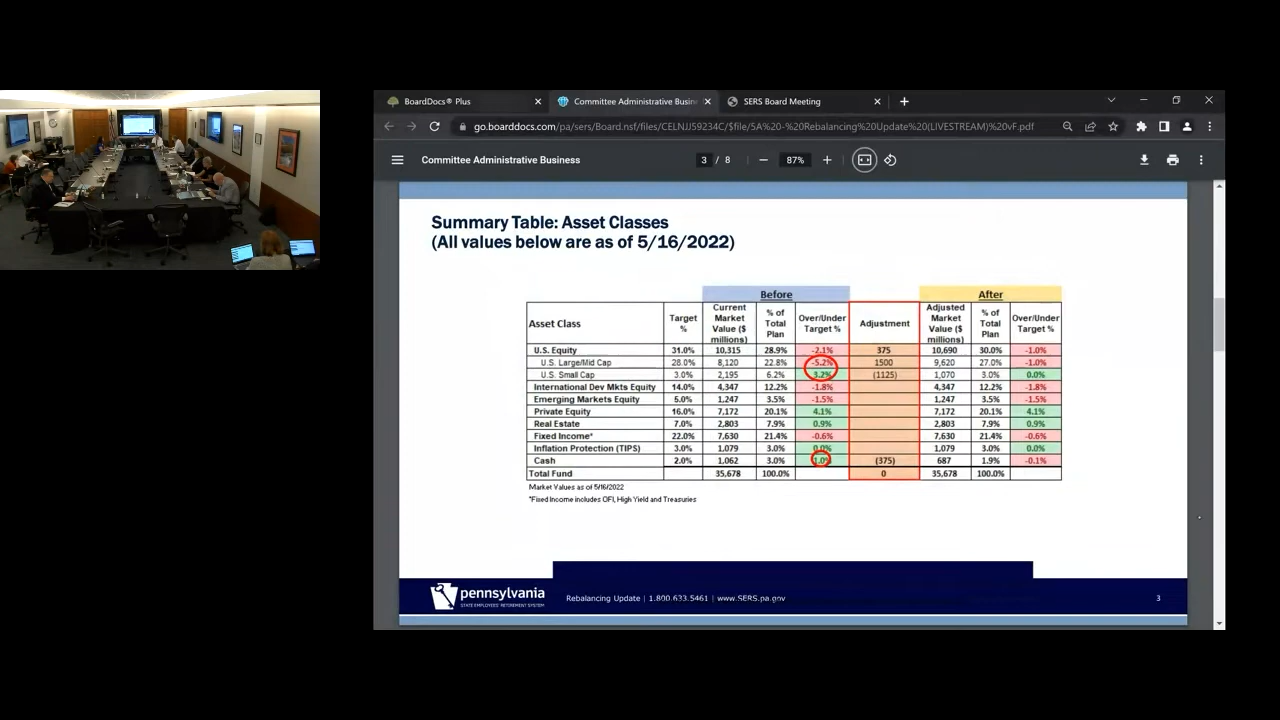 BoardDocs® Plus
Committee Administrative Busin
SERS Board Meeting
go.boarddocs.com/pa/sers/Board.nsf/files/CELNJJ59234C/$file/5A%20-%20Rebalancing%20Update%20(LIVESTREAM)%20vF.pdf
Committee Administrative Business
3 / 8
87%
Summary Table: Asset Classes
(All values below are as of 5/16/2022)
Before After
Asset Class Target % Current Market Value ($ millions) % of Total Plan Over/Under Target % Adjustment Adjusted Market Value ($ millions) % of Total Plan Over/Under Target %
U.S. Equity 31.0% 10,315 28.9% -2.1% 375 10,690 30.0% -1.0%
U.S. Large/Mid Cap 28.0% 8,120 22.8% -5.2% 1500 9,620 27.0% -1.0%
U.S. Small Cap 3.0% 2,195 6.2% 3.2% (1125) 1,070 3.0% 0.0%
International Dev Mkts Equity 14.0% 4,347 12.2% -1.8% 4,347 12.2% -1.8%
Emerging Markets Equity 5.0% 1,247 3.5% -1.5% 1,247 3.5% -1.5%
Private Equity 16.0% 7,172 20.1% 4.1% 7,172 20.1% 4.1%
Real Estate 7.0% 2,803 7.9% 0.9% 2,803 7.9% 0.9%
Fixed Income* 22.0% 7,630 21.4% -0.6% 7,630 21.4% -0.6%
Inflation Protection (TIPS) 3.0% 1,079 3.0% 0.0% 1,079 3.0% 0.0%
Cash 2.0% 1,062 3.0% 1.0% (375) 687 1.9% -0.1%
Total Fund 35,678 100.0% 0 35,678 100.0%
Market Values as of 5/16/2022
*Fixed Income includes OFI, High Yield and Treasuries
pennsylvania
STATE EMPLOYEES' RETIREMENT SYSTEM
Rebalancing Update | 1.800.633.5461 | www.SERS.pa.gov
3